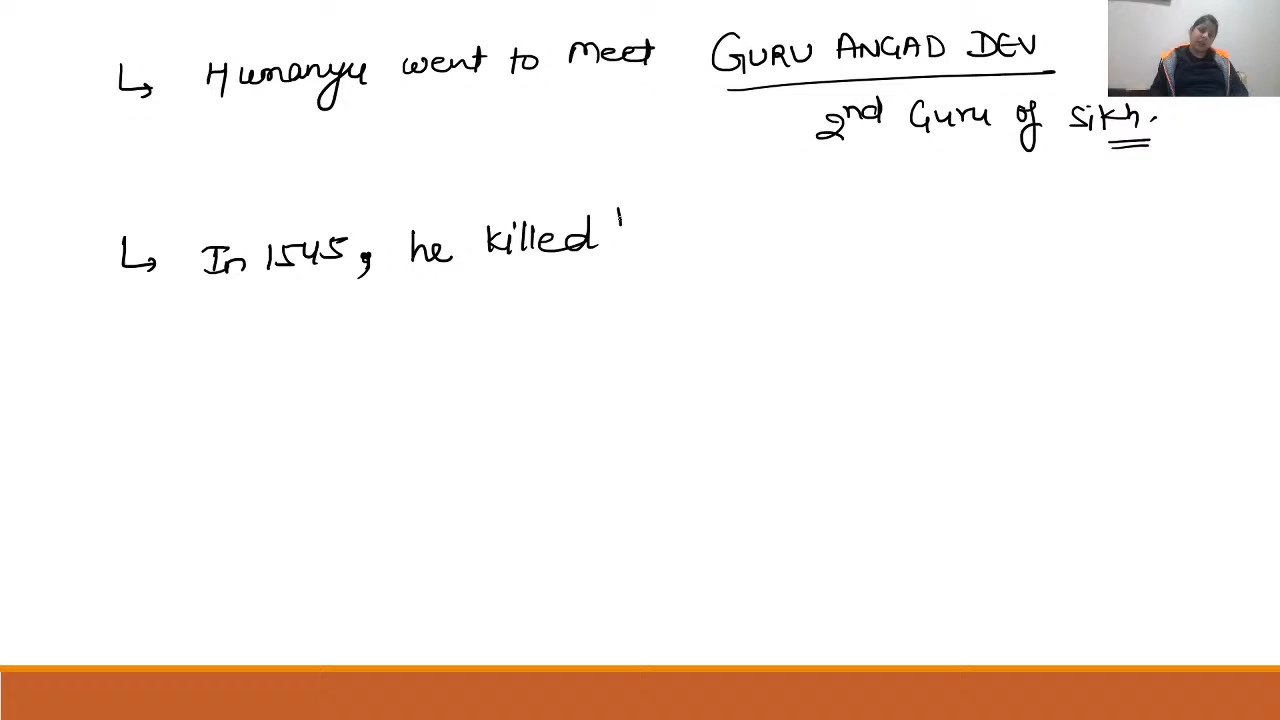 ↳ Humanyu went to meet GURU ANGAD DEV
2nd Guru of Sikh.
↳ In 1545, he killed